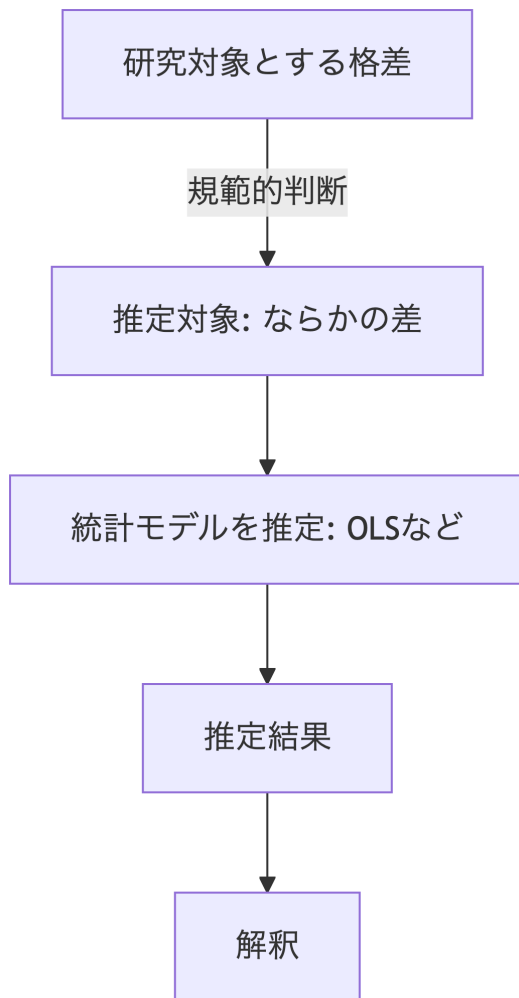 研究対象とする格差
規範的判断
推定対象: ならかの差
統計モデルを推定: OLSなど
推定結果
解釈